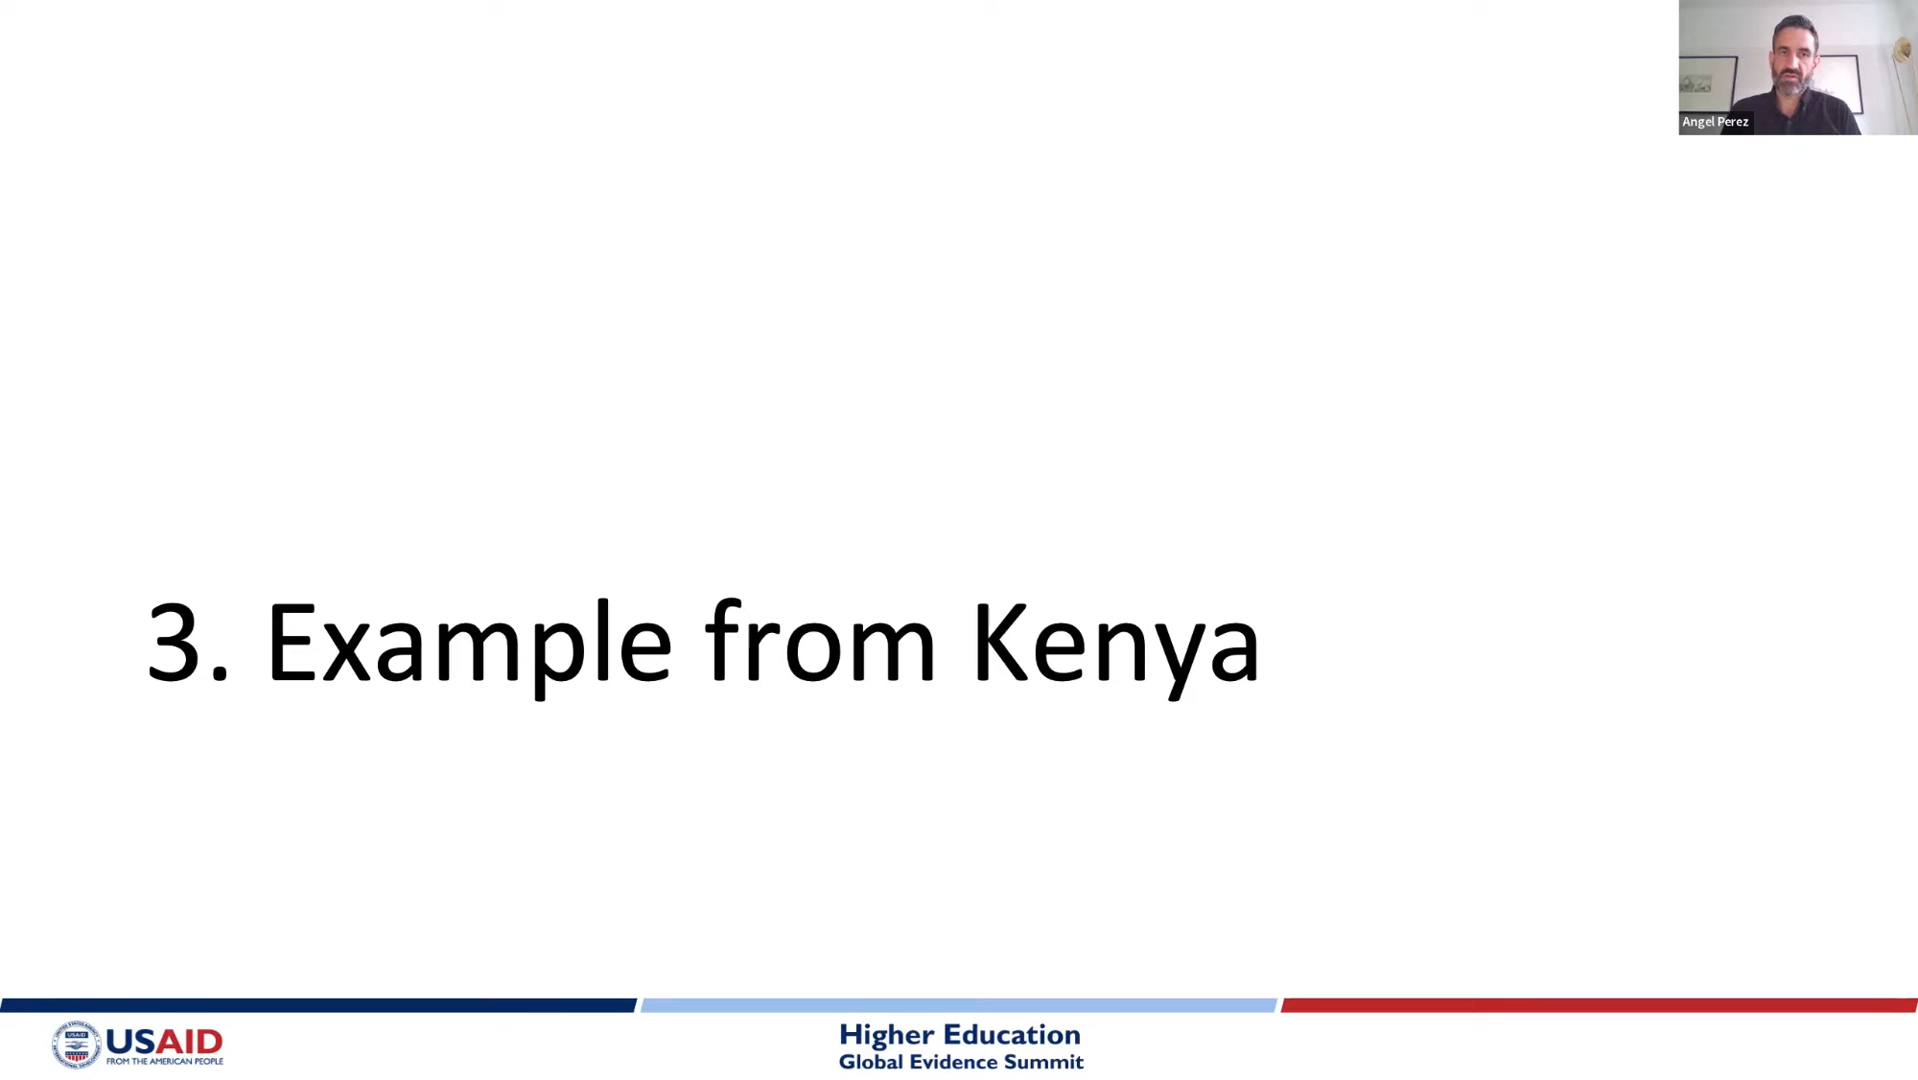 Angel Perez
3. Example from Kenya
USAID
FROM THE AMERICAN PEOPLE
Higher Education
Global Evidence Summit